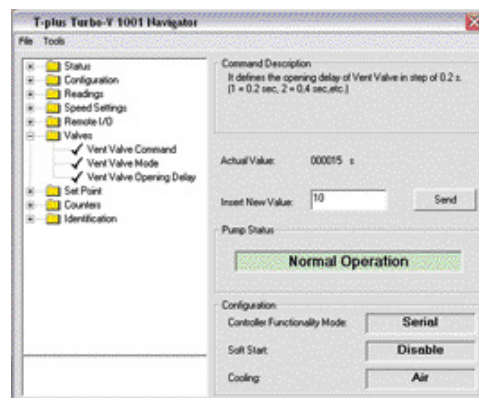 T-plus Turbo-V 1001 Navigator
File Tools
Status
Configuration
Readings
Speed Settings
Remote I/O
Valves
Vent Valve Command
Vent Valve Mode
Vent Valve Opening Delay
Set Point
Counters
Identification
Command Description
It defines the opening delay of Vent Valve in step of 0.2 s.
(1 = 0.2 sec, 2 = 0,4 sec,etc.)
Actual Value: 000015 s
Insert New Value: 10 Send
Pump Status
Normal Operation
Configuration
Controller Functionality Mode: Serial
Soft Start: Disable
Cooling: Air